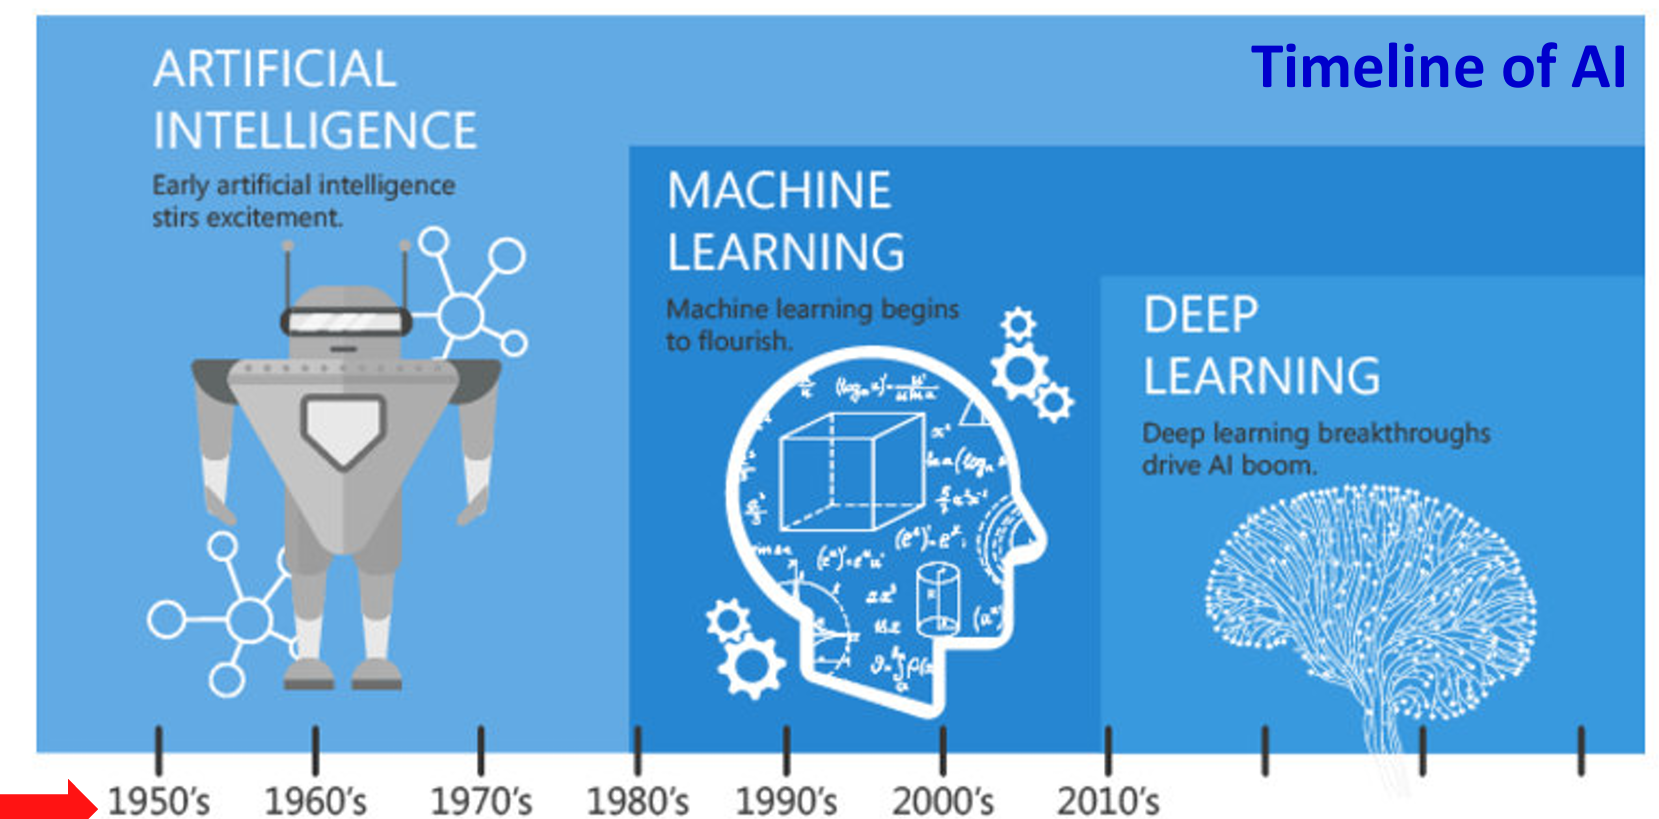 Timeline of AI
ARTIFICIAL
INTELLIGENCE
Early artificial intelligence
stirs excitement.
MACHINE
LEARNING
Machine learning begins
to flourish.
DEEP
LEARNING
Deep learning breakthroughs
drive AI boom.
1950's 1960's 1970's 1980's 1990's 2000's 2010's